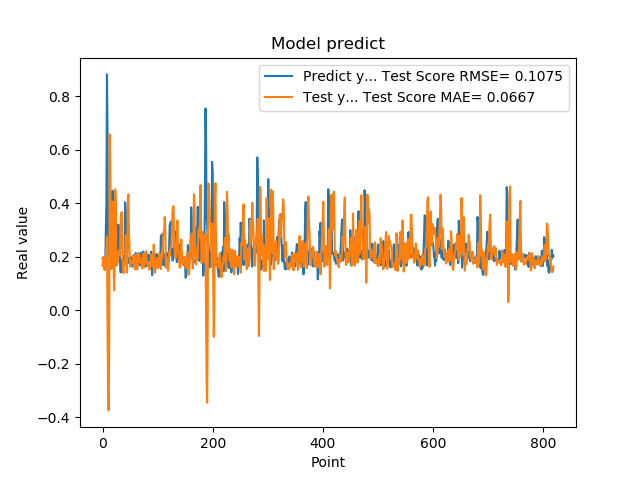 Model predict
Predict y... Test Score RMSE= 0.1075
Test y... Test Score MAE= 0.0667
Real value
0.8
0.6
0.4
0.2
0.0
−0.2
−0.4
0 200 400 600 800
Point